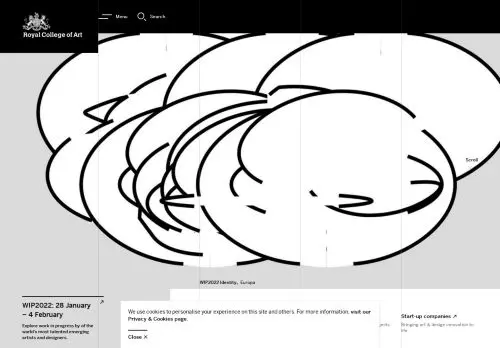 Royal College of Art
Menu
Search
Scroll
WIP2022 Identity, Europa
WIP2022: 28 January
– 4 February
Explore work in progress by of the
world's most talented emerging
artists and designers.
We use cookies to personalise your experience on this site and others. For more information, visit our
Privacy & Cookies page.
Close ×
Start-up companies ↗
Bringing art & design innovation to
life